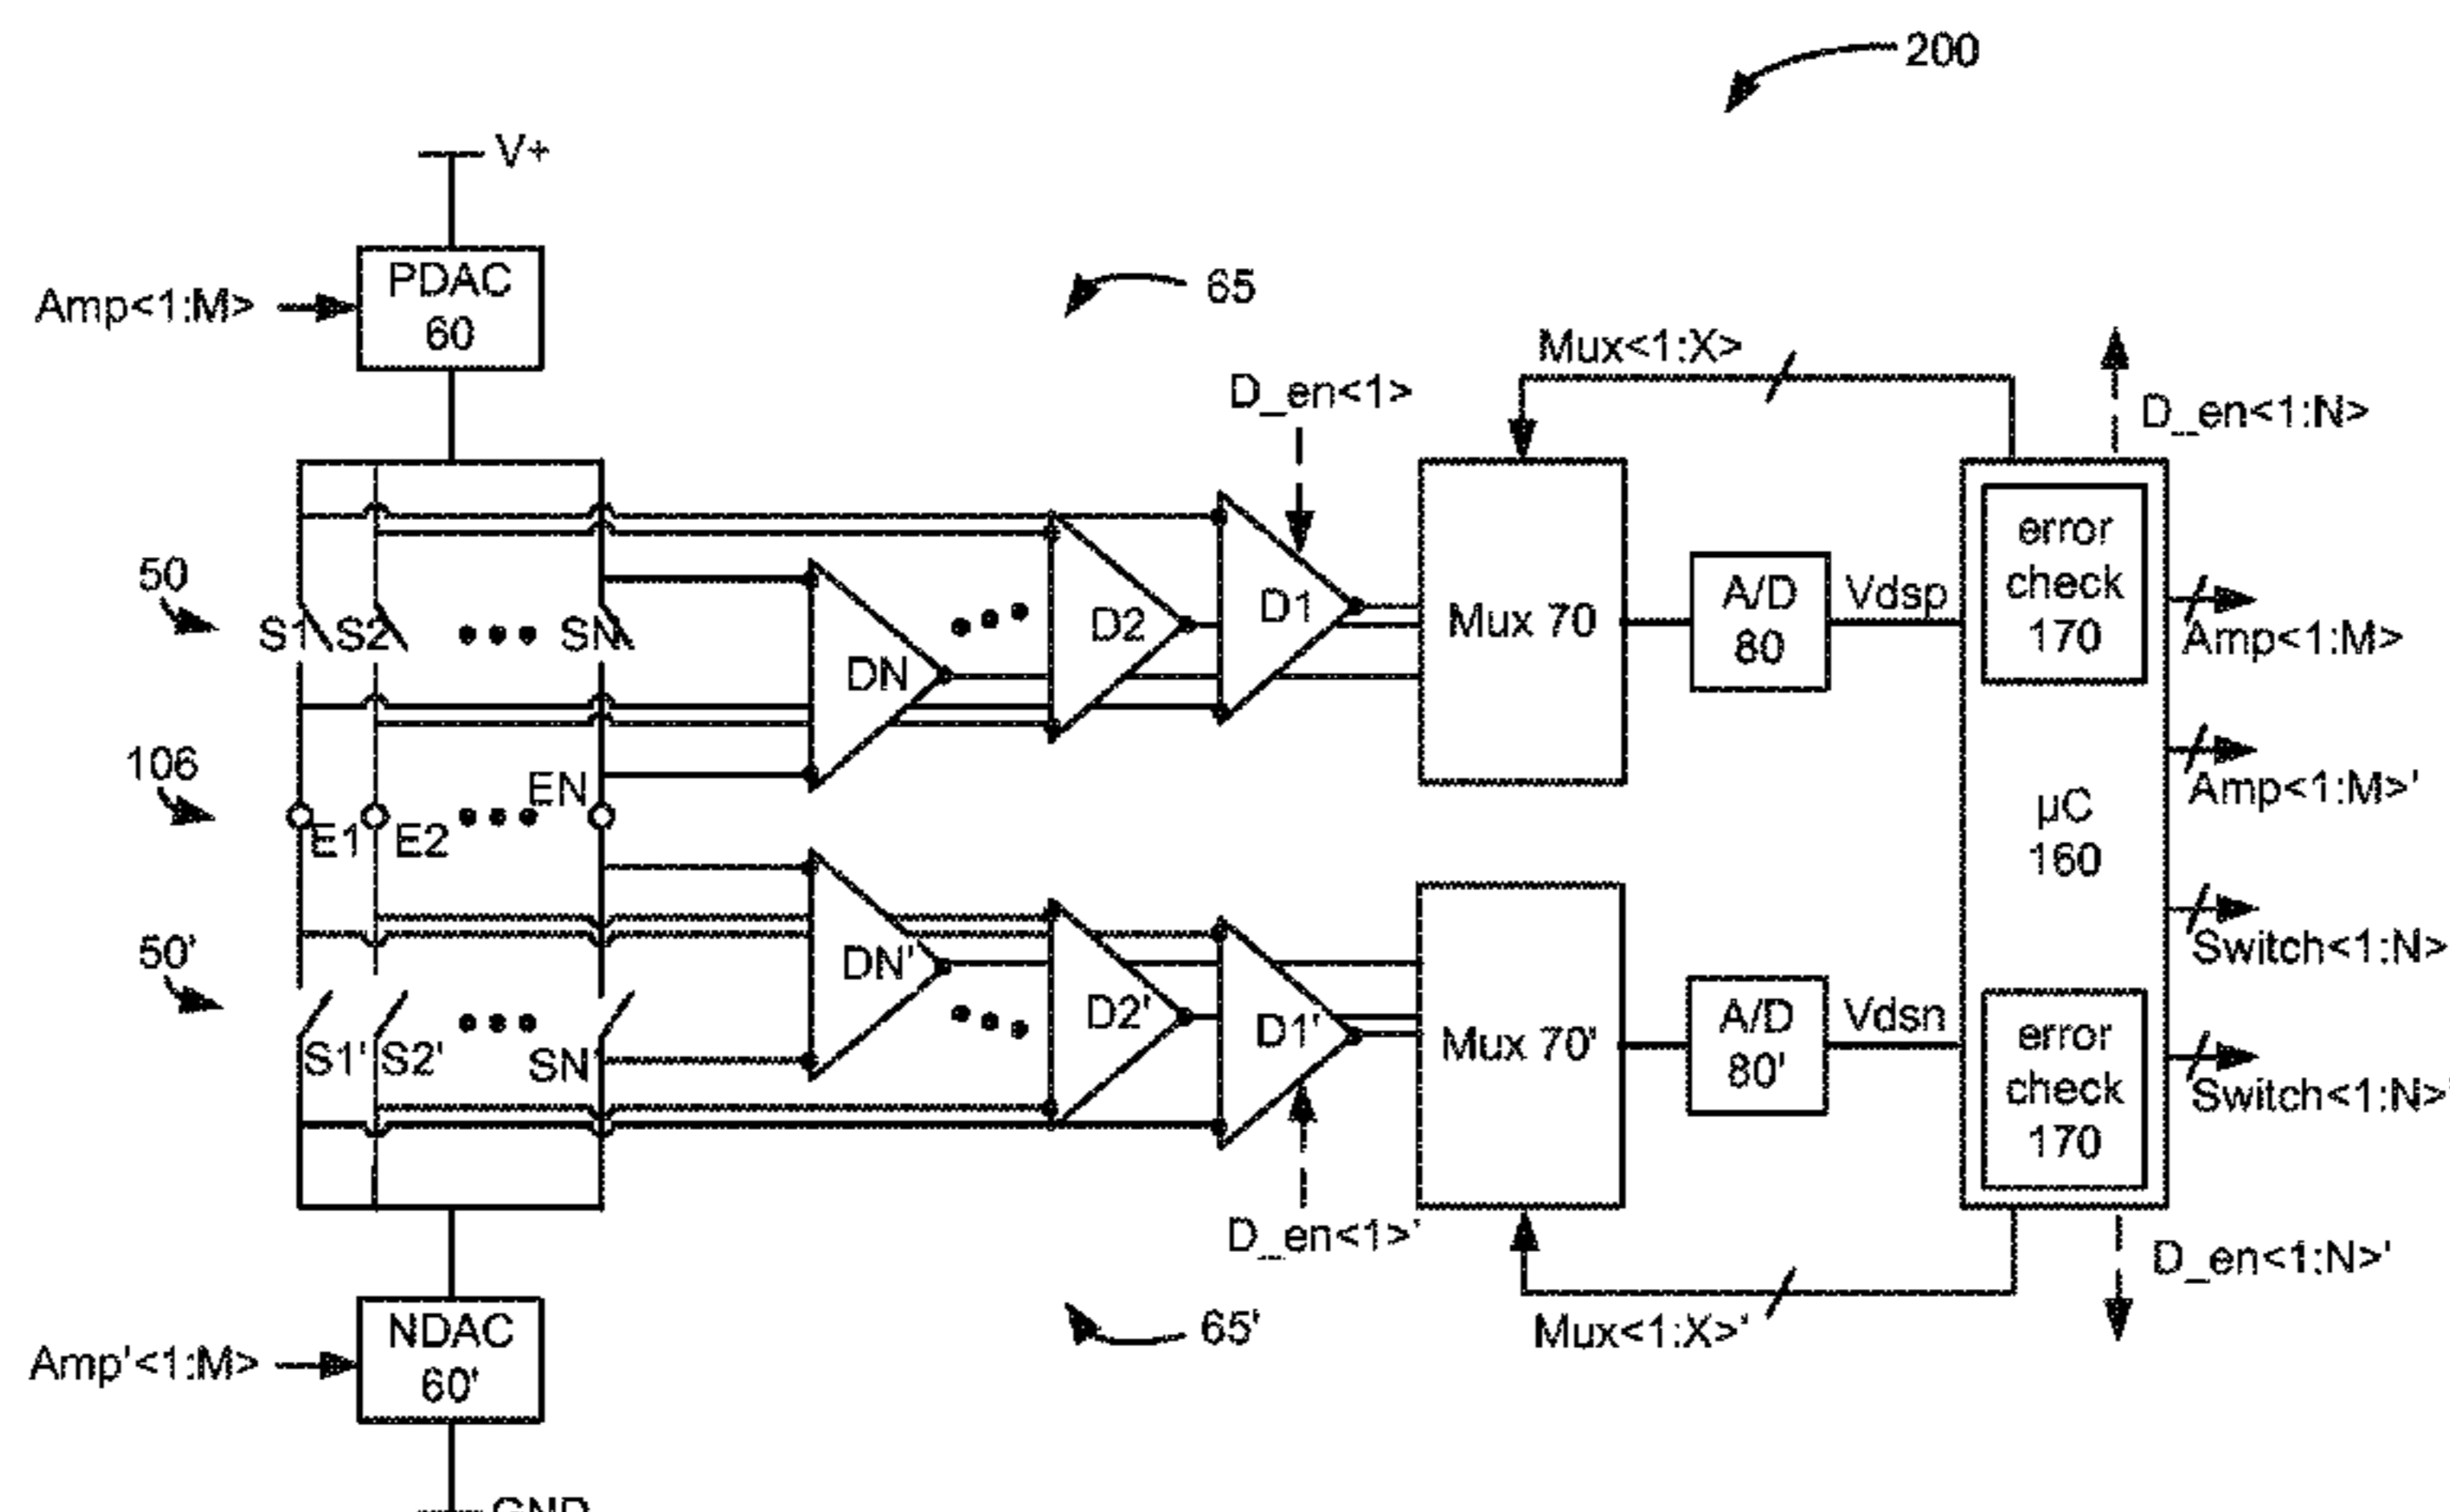 200
V+
PDAC
60
Amp<1:M>
65
D_en<1>
Mux<1:X>
D_en<1:N>
50
S1
S2
SN
DN
D2
D1
Mux 70
A/D
80
Vdsp
error
check
170
Amp<1:M>
106
E1
E2
EN
Amp<1:M>'
µC
160
50'
S1'
S2'
SN'
DN'
D2'
D1'
Mux 70'
A/D
80'
Vdsn
error
check
170
Switch<1:N>
Switch<1:N>'
D_en<1>'
D_en<1:N>'
Mux<1:X>'
65'
NDAC
60'
Amp'<1:M>
GND